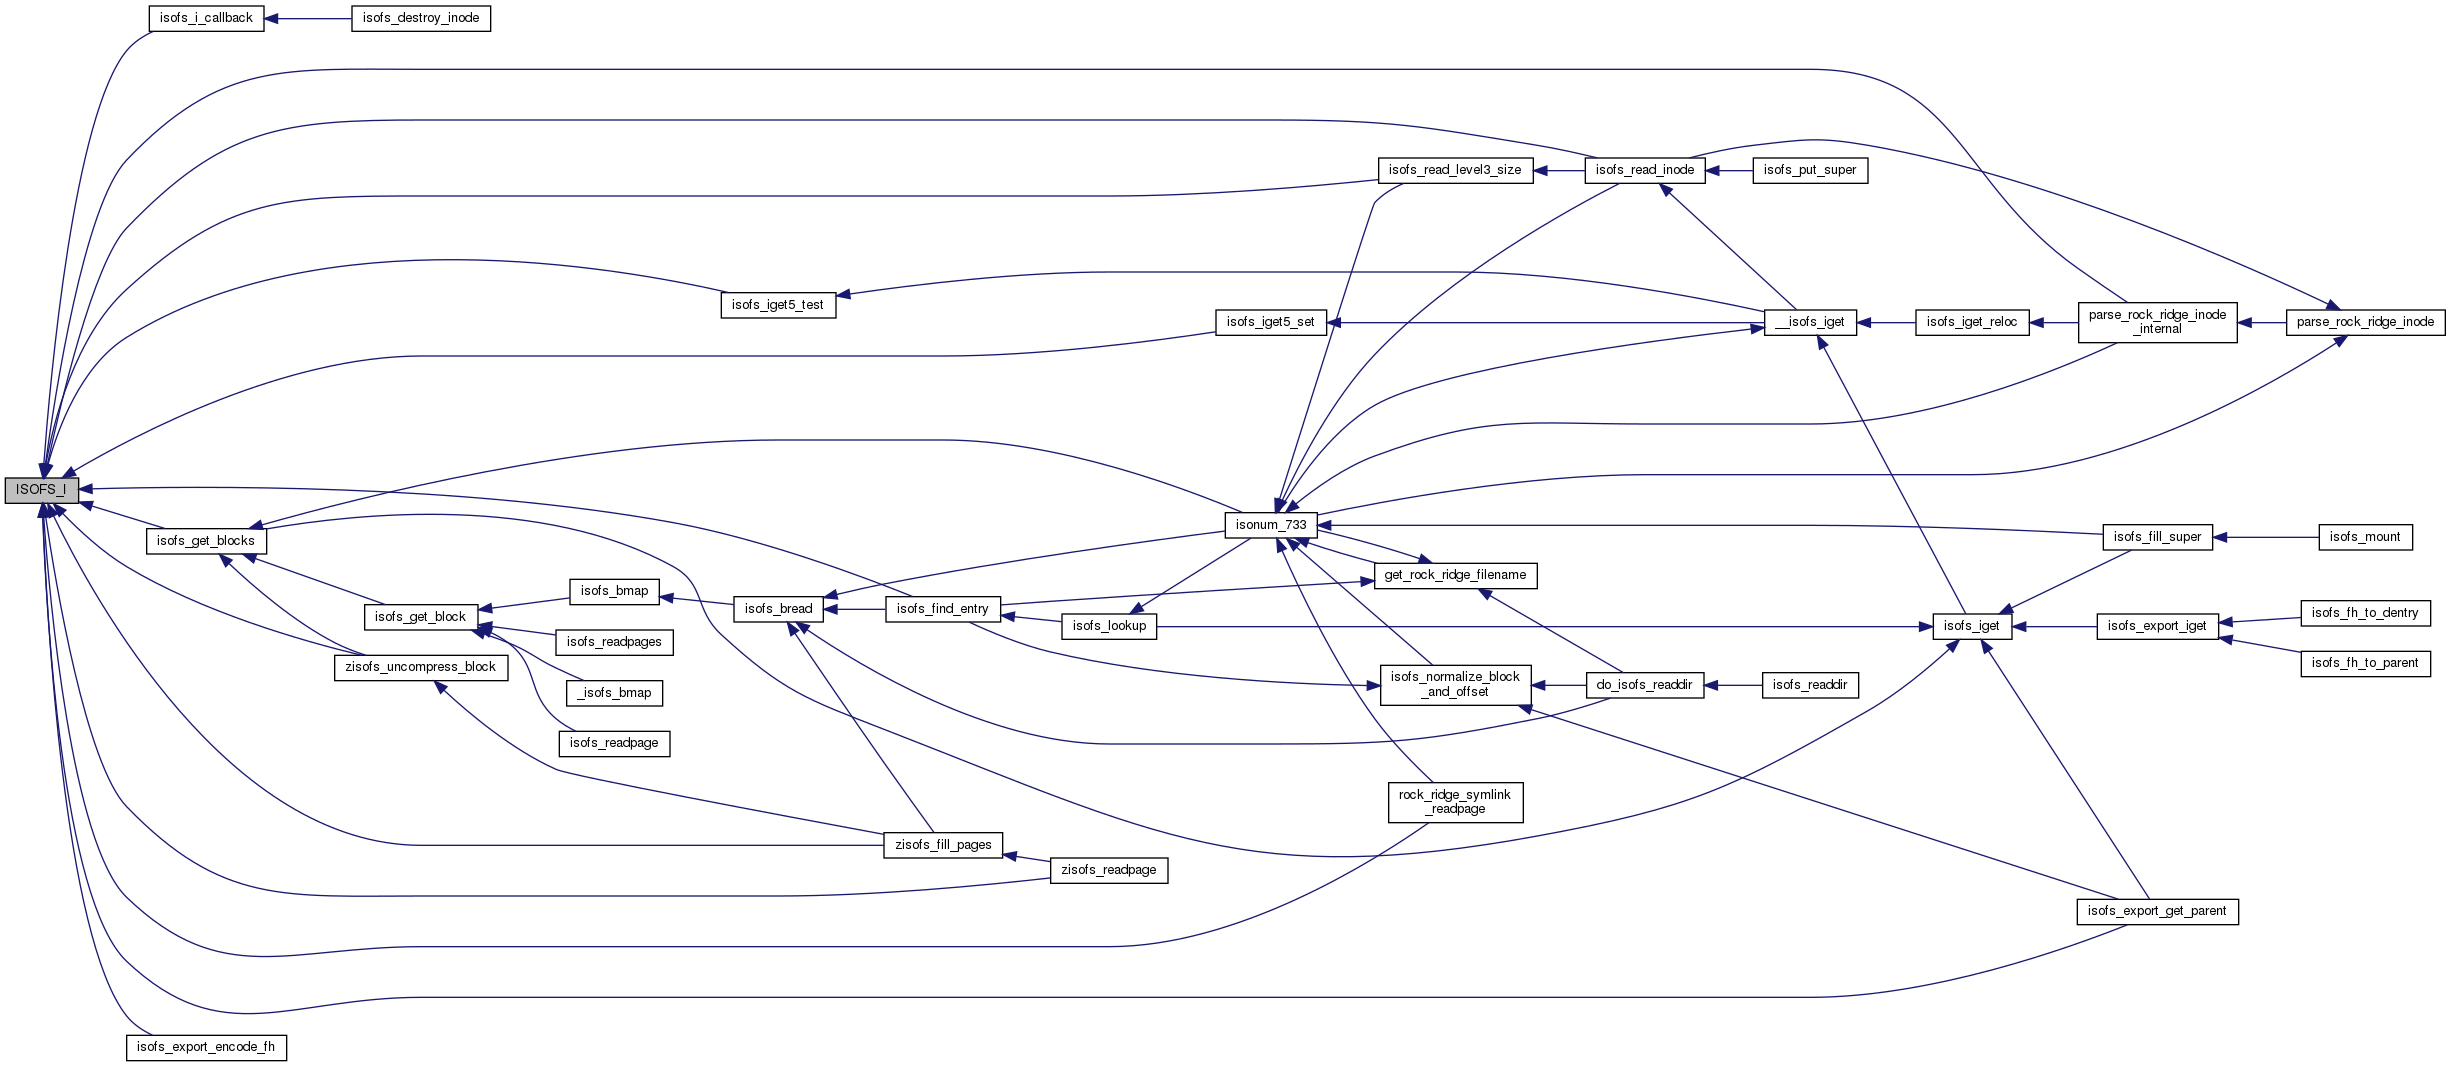 isofs_i_callback
isofs_destroy_inode
isofs_read_level3_size
isofs_read_inode
isofs_put_super
isofs_iget5_test
isofs_iget5_set
__isofs_iget
isofs_iget_reloc
parse_rock_ridge_inode
_internal
parse_rock_ridge_inode
ISOFS_I
isofs_get_blocks
isonum_733
isofs_fill_super
isofs_mount
get_rock_ridge_filename
isofs_bmap
isofs_get_block
isofs_bread
isofs_find_entry
isofs_lookup
isofs_iget
isofs_export_iget
isofs_fh_to_dentry
isofs_readpages
isofs_fh_to_parent
zisofs_uncompress_block
_isofs_bmap
isofs_normalize_block
_and_offset
do_isofs_readdir
isofs_readdir
isofs_readpage
rock_ridge_symlink
_readpage
zisofs_fill_pages
zisofs_readpage
isofs_export_get_parent
isofs_export_encode_fh